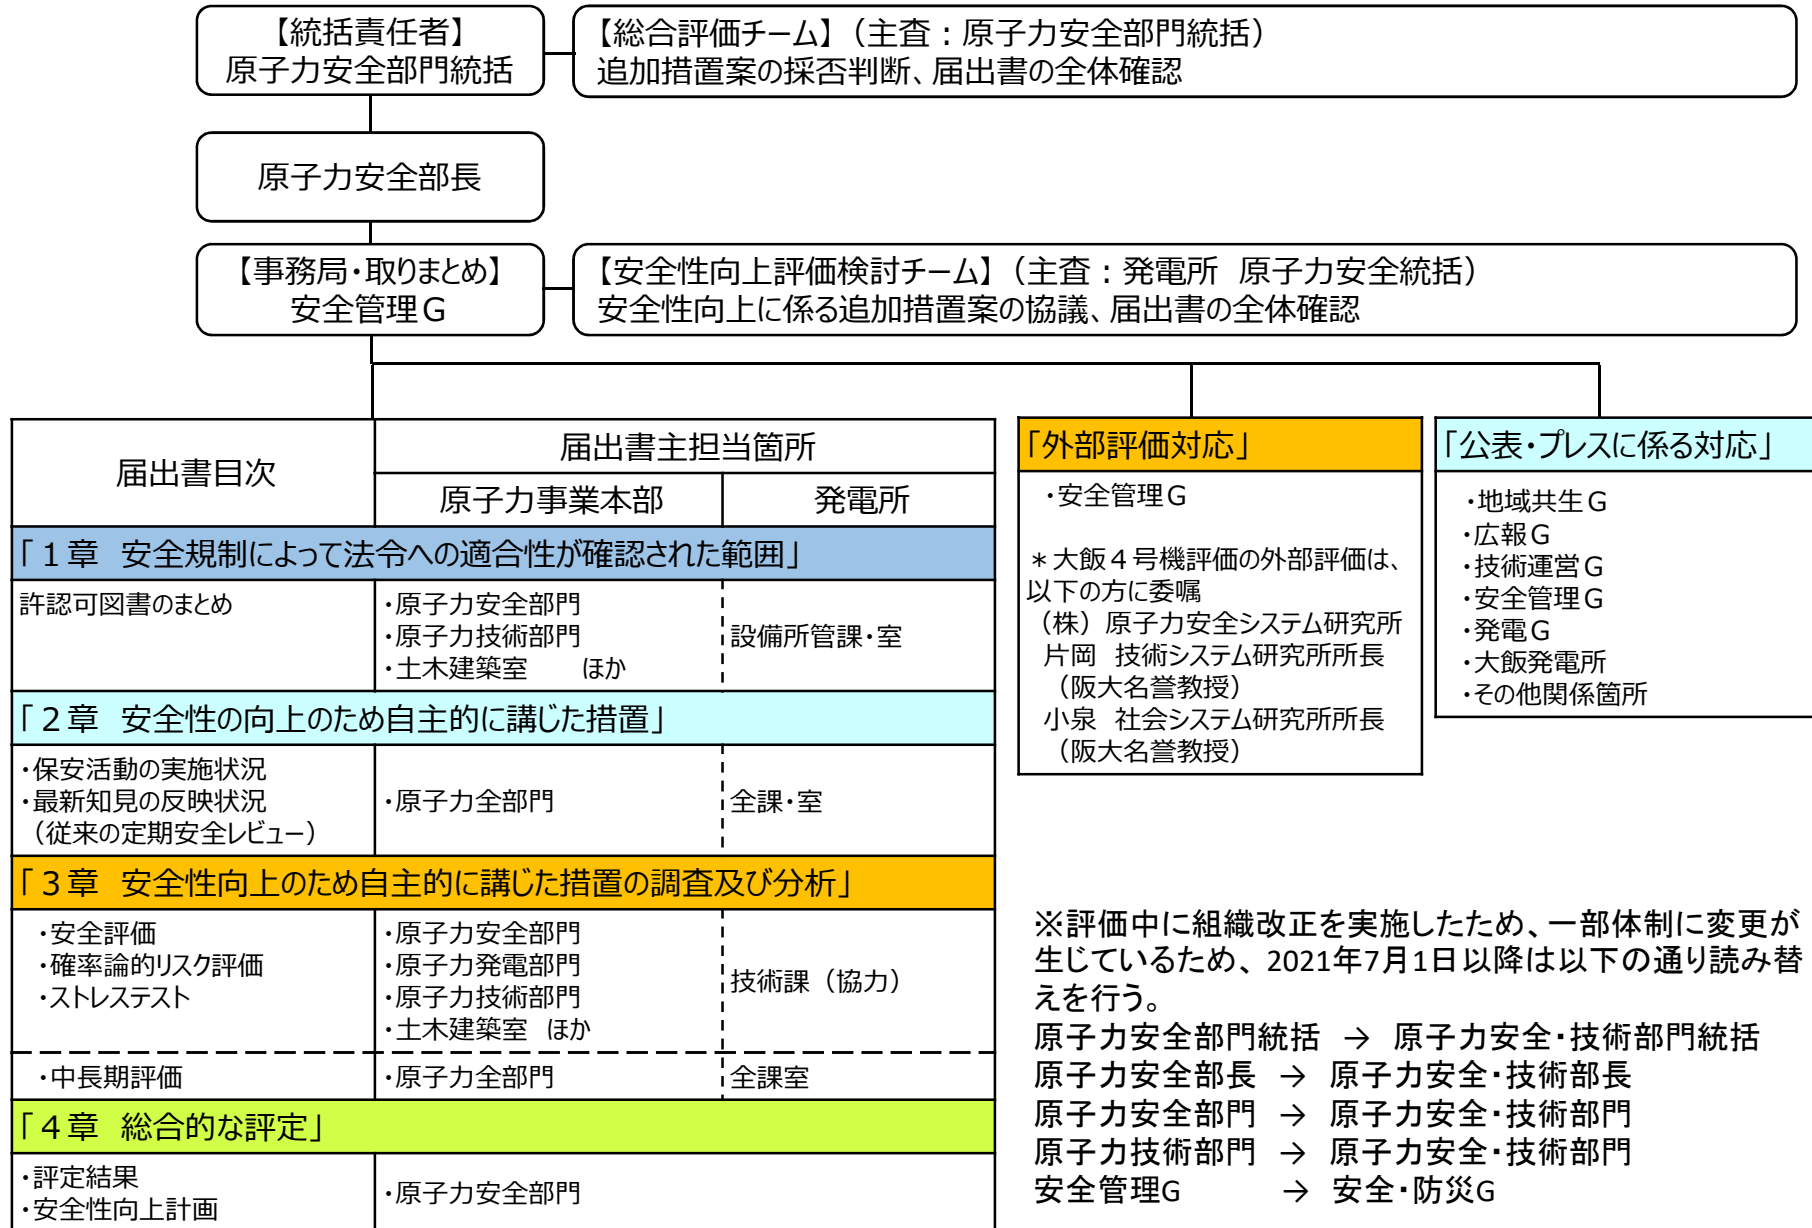 【統括責任者】
原子力安全部門統括
【総合評価チーム】（主査：原子力安全部門統括）
追加措置案の採否判断、届出書の全体確認
原子力安全部長
【事務局・取りまとめ】
安全管理Ｇ
【安全性向上評価検討チーム】（主査：発電所　原子力安全統括）
安全性向上に係る追加措置案の協議、届出書の全体確認
届出書目次
届出書主担当箇所
原子力事業本部
発電所
「１章　安全規制によって法令への適合性が確認された範囲」
許認可図書のまとめ
・原子力安全部門
・原子力技術部門
・土木建築室　　ほか
設備所管課・室
「２章　安全性の向上のため自主的に講じた措置」
・保安活動の実施状況
・最新知見の反映状況
（従来の定期安全レビュー）
・原子力全部門
全課・室
「３章　安全性向上のため自主的に講じた措置の調査及び分析」
・安全評価
・確率論的リスク評価
・ストレステスト
・原子力安全部門
・原子力発電部門
・原子力技術部門
・土木建築室　ほか
技術課（協力）
・中長期評価
・原子力全部門
全課室
「４章　総合的な評定」
・評定結果
・安全性向上計画
・原子力安全部門
「外部評価対応」
・安全管理Ｇ
＊大飯４号機評価の外部評価は、
以下の方に委嘱
（株）原子力安全システム研究所
片岡　技術システム研究所所長
（阪大名誉教授）
小泉　社会システム研究所所長
（阪大名誉教授）
「公表・プレスに係る対応」
・地域共生Ｇ
・広報Ｇ
・技術運営Ｇ
・安全管理Ｇ
・発電Ｇ
・大飯発電所
・その他関係箇所
※評価中に組織改正を実施したため、一部体制に変更が
生じているため、2021年7月1日以降は以下の通り読み替
えを行う。
原子力安全部門統括　→　原子力安全・技術部門統括
原子力安全部長　→　原子力安全・技術部長
原子力安全部門　→　原子力安全・技術部門
原子力技術部門　→　原子力安全・技術部門
安全管理G　　　→　安全・防災G